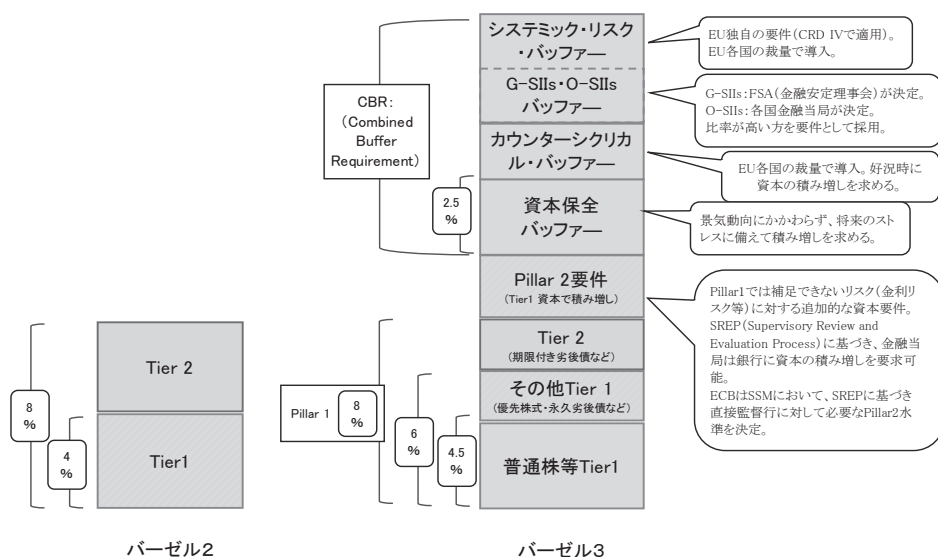 システミック・リスク
・バッファー
EU独自の要件(CRD IVで適用)。
EU各国の裁量で導入。
G-SIIs・O-SIIs
バッファー
G-SIIs:FSA(金融安定理事会)が決定。
O-SIIs:各国金融当局が決定。
比率が高い方を要件として採用。
CBR:
(Combined
Buffer
Requirement)
カウンターシクリカ
ル・バッファー
EU各国の裁量で導入。好況時に
資本の積み増しを求める。
2.5
%
資本保全
バッファー
景気動向にかかわらず、将来のスト
レスに備えて積み増しを求める。
Pillar 2要件
(Tier1 資本で積み増し)
Pillar1では補足できないリスク(金利リ
スク等)に対する追加的な資本要件。
SREP(Supervisory Review and
Evaluation Process)に基づき、金融当
局は銀行に資本の積み増しを要求可
能。
ECBはSSMにおいて、SREPに基づき
直接監督行に対して必要なPillar2水
準を決定。
Tier 2
(期限付き劣後債など)
その他Tier 1
(優先株式・永久劣後債など)
普通株等Tier1
Pillar 1
8
%
6
%
4.5
%
Tier 2
Tier1
8
%
4
%
バーゼル2
バーゼル3